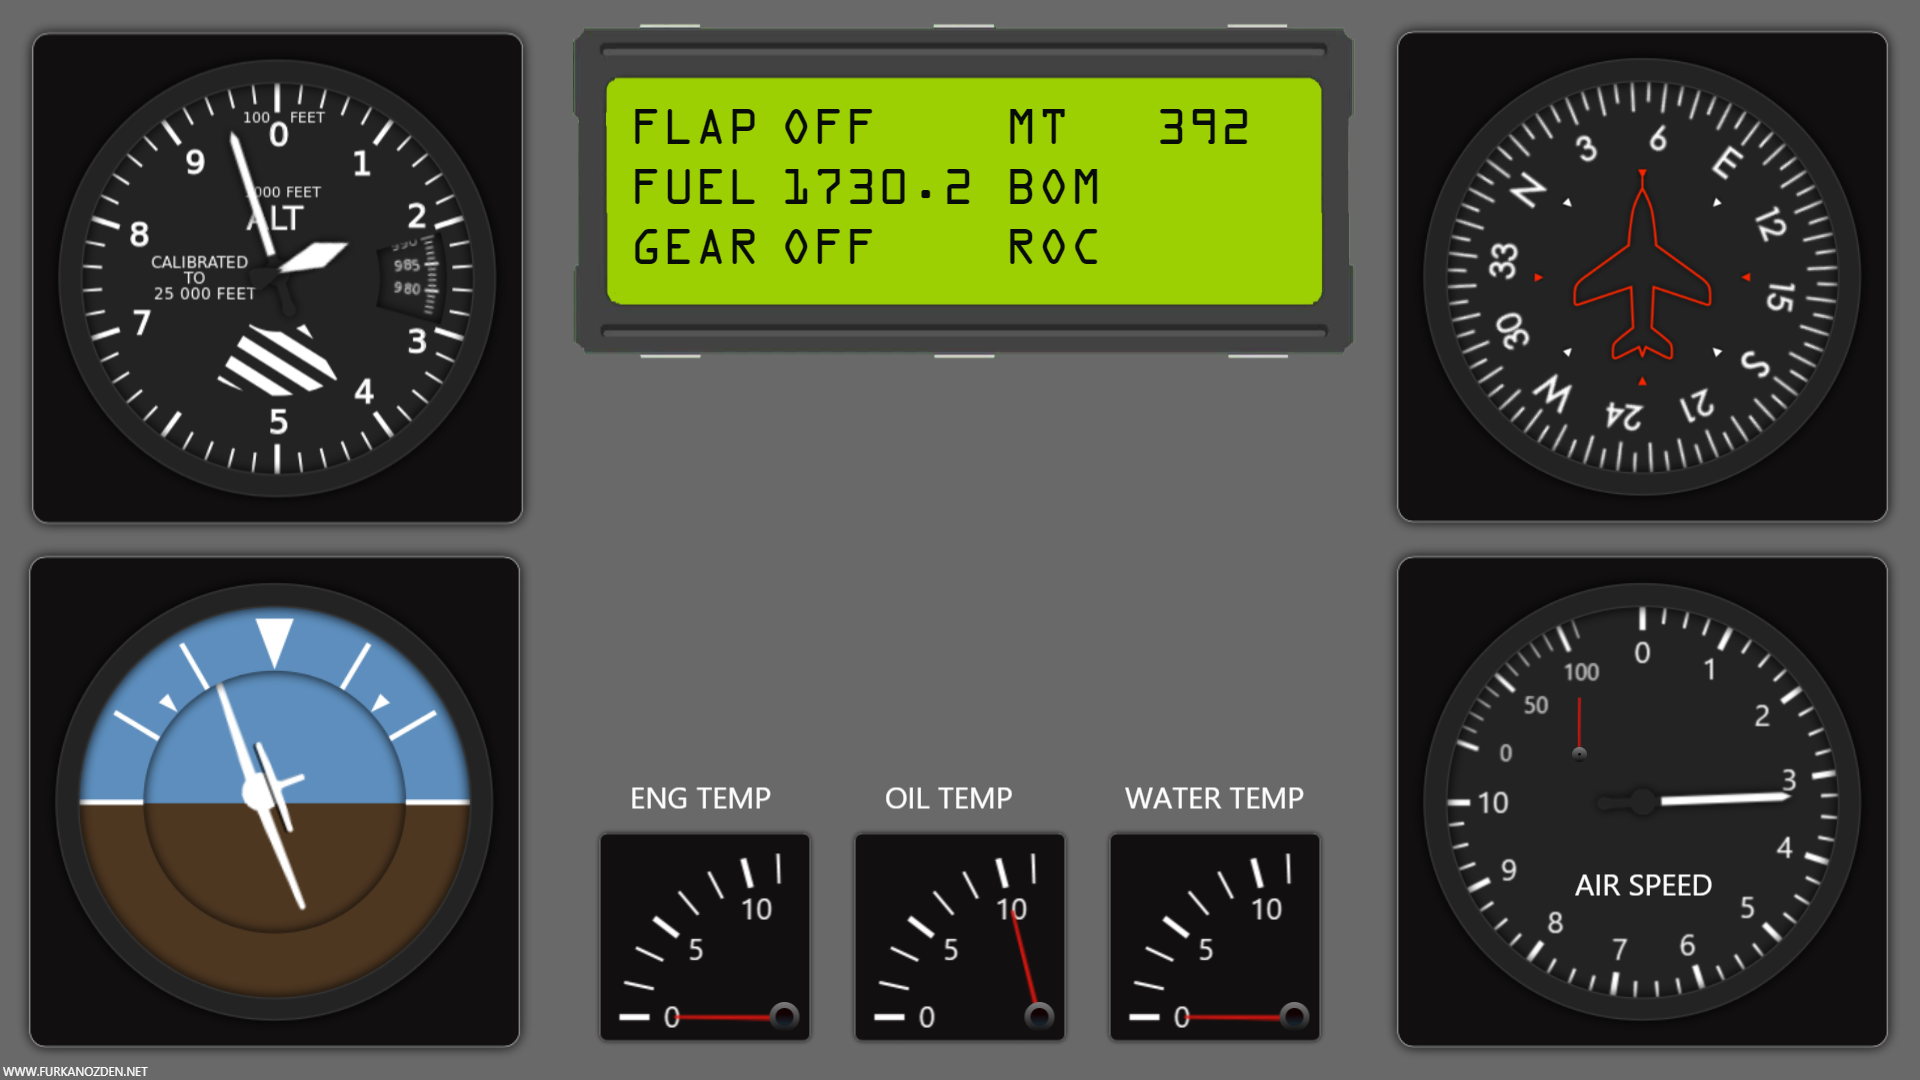 100 FEET
0
1
2
3
4
5
7
8
9
000 FEET
ALT
CALIBRATED
TO
25 000 FEET
990
985
980
FLAP OFF MT 392
FUEL 1730.2 BOM
GEAR OFF ROC
N
3
6
E
12
15
S
21
24
W
30
33
ENG TEMP
0
5
10
OIL TEMP
0
5
10
WATER TEMP
0
5
10
0
1
2
3
4
5
6
7
8
9
10
0
50
100
AIR SPEED
WWW.FURKANOZDEN.NET